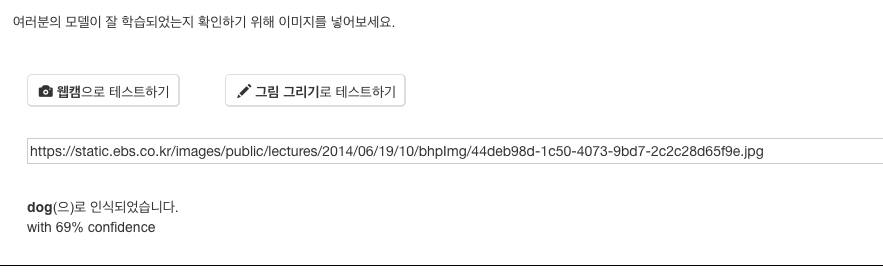 여러분의 모델이 잘 학습되었는지 확인하기 위해 이미지를 넣어보세요.
웹캠으로 테스트하기 그림 그리기로 테스트하기
https://static.ebs.co.kr/images/public/lectures/2014/06/19/10/bhpImg/44deb98d-1c50-4073-9bd7-2c2c28d65f9e.jpg
dog(으)로 인식되었습니다.
with 69% confidence